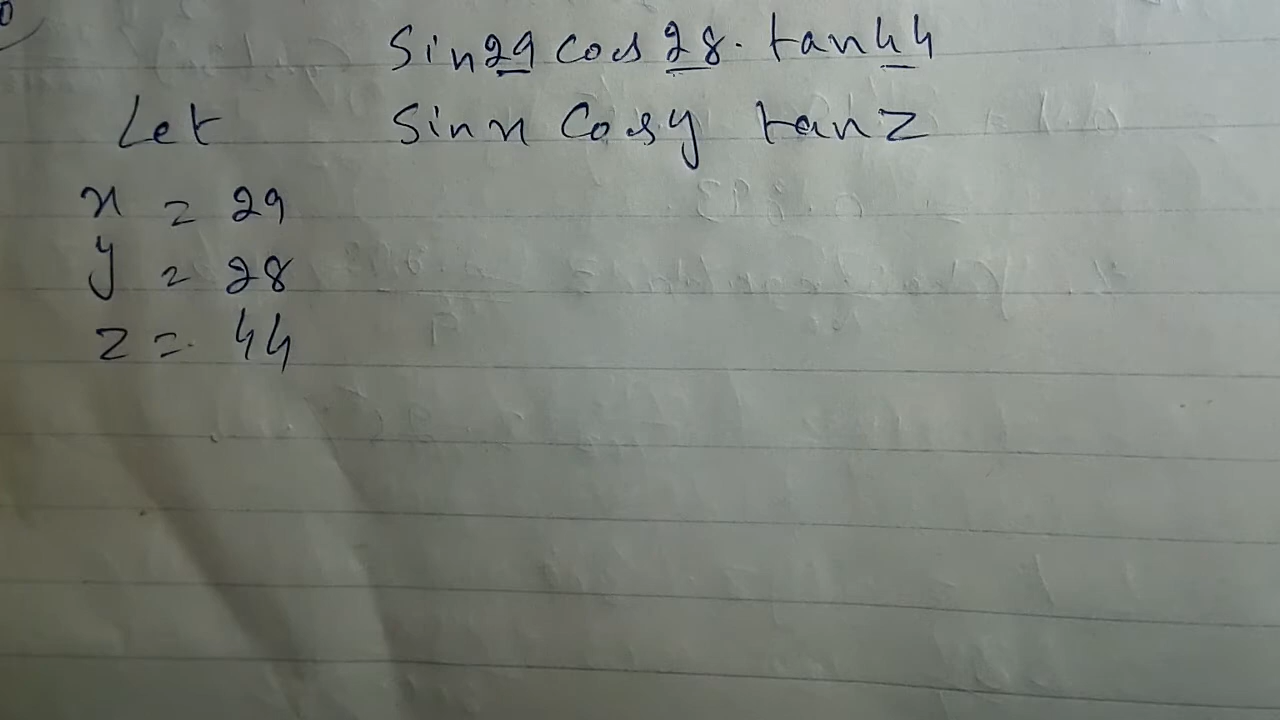 Sin29 Cos 28. tan44
Let Sinx Cosy tanz
x = 29
y = 28
z = 44